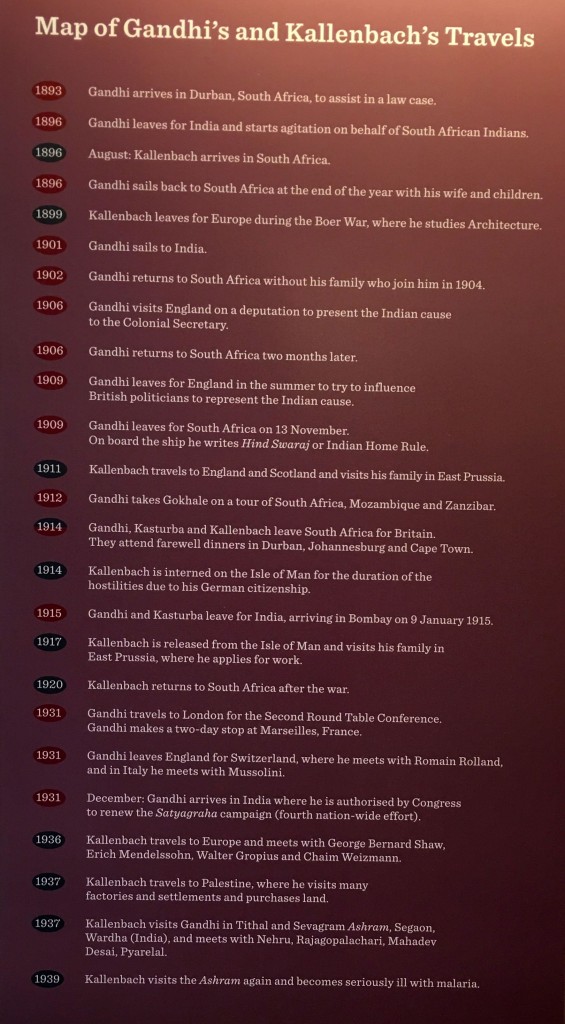 Map of Gandhi's and Kallenbach's Travels
1893 Gandhi arrives in Durban, South Africa, to assist in a law case.
1896 Gandhi leaves for India and starts agitation on behalf of South African Indians.
1896 August: Kallenbach arrives in South Africa.
1896 Gandhi sails back to South Africa at the end of the year with his wife and children.
1899 Kallenbach leaves for Europe during the Boer War, where he studies Architecture.
1901 Gandhi sails to India.
1902 Gandhi returns to South Africa without his family who join him in 1904.
1906 Gandhi visits England on a deputation to present the Indian cause
to the Colonial Secretary.
1906 Gandhi returns to South Africa two months later.
1909 Gandhi leaves for England in the summer to try to influence
British politicians to represent the Indian cause.
1909 Gandhi leaves for South Africa on 13 November.
On board the ship he writes Hind Swaraj or Indian Home Rule.
1911 Kallenbach travels to England and Scotland and visits his family in East Prussia.
1912 Gandhi takes Gokhale on a tour of South Africa, Mozambique and Zanzibar.
1914 Gandhi, Kasturba and Kallenbach leave South Africa for Britain.
They attend farewell dinners in Durban, Johannesburg and Cape Town.
1914 Kallenbach is interned on the Isle of Man for the duration of the
hostilities due to his German citizenship.
1915 Gandhi and Kasturba leave for India, arriving in Bombay on 9 January 1915.
1917 Kallenbach is released from the Isle of Man and visits his family in
East Prussia, where he applies for work.
1920 Kallenbach returns to South Africa after the war.
1931 Gandhi travels to London for the Second Round Table Conference.
Gandhi makes a two-day stop at Marseilles, France.
1931 Gandhi leaves England for Switzerland, where he meets with Romain Rolland,
and in Italy he meets with Mussolini.
1931 December: Gandhi arrives in India where he is authorised by Congress
to renew the Satyagraha campaign (fourth nation-wide effort).
1936 Kallenbach travels to Europe and meets with George Bernard Shaw,
Erich Mendelssohn, Walter Gropius and Chaim Weizmann.
1937 Kallenbach travels to Palestine, where he visits many
factories and settlements and purchases land.
1937 Kallenbach visits Gandhi in Tithal and Sevagram Ashram, Segaon,
Wardha (India), and meets with Nehru, Rajagopalachari, Mahadev
Desai, Pyarelal.
1939 Kallenbach visits the Ashram again and becomes seriously ill with malaria.